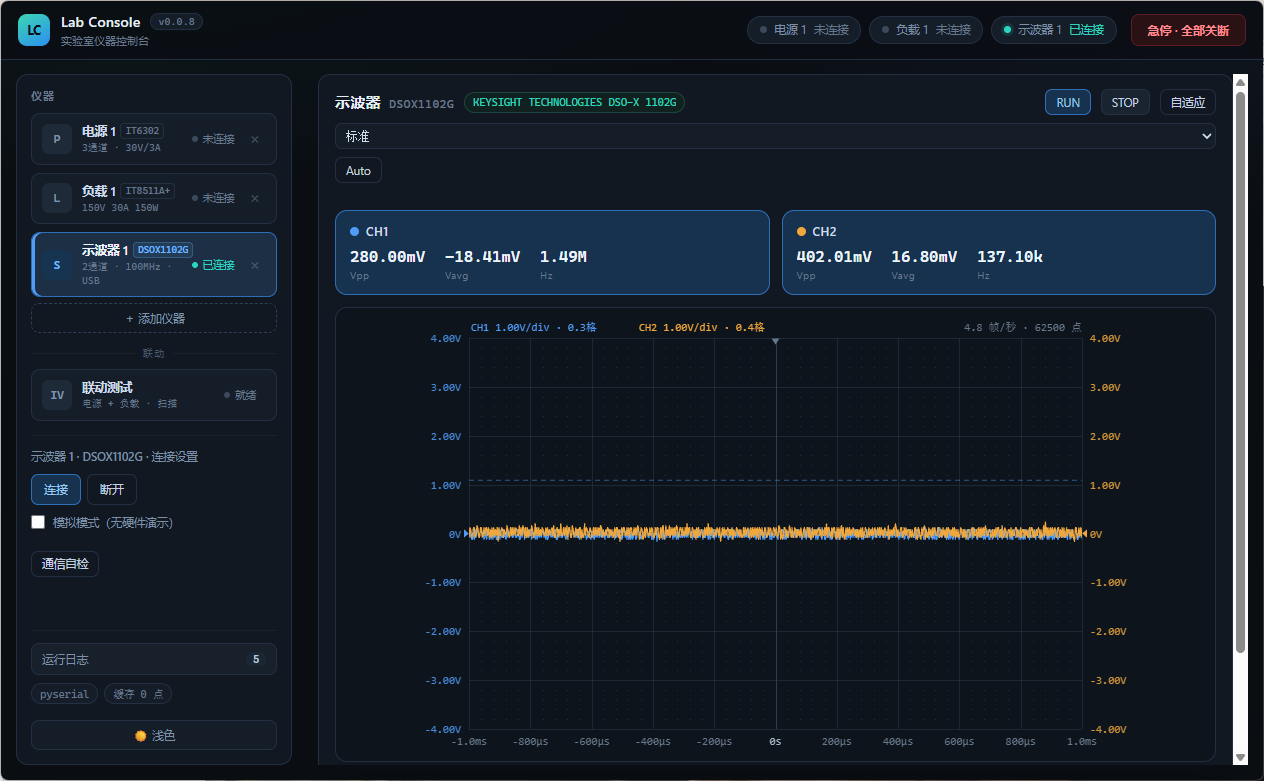 LC
Lab Console v0.0.8
实验室仪器控制台
电源 1 未连接
负载 1 未连接
示波器 1 已连接
急停 · 全部关断
仪器
P
电源 1 IT6302
3通道 · 30V/3A
未连接 ×
L
负载 1 IT8511A+
150V 30A 150W
未连接 ×
S
示波器 1 DSOX1102G
2通道 · 100MHz ·
USB
已连接 ×
+ 添加仪器
联动
IV
联动测试
电源 + 负载 · 扫描
就绪
示波器 1 · DSOX1102G · 连接设置
连接 断开
模拟模式（无硬件演示）
通信自检
运行日志 5
pyserial 缓存 0 点
浅色
示波器 DSOX1102G KEYSIGHT TECHNOLOGIES DSO-X 1102G
RUN STOP 自适应
标准
Auto
CH1
280.00mV −18.41mV 1.49M
Vpp Vavg Hz
CH2
402.01mV 16.80mV 137.10k
Vpp Vavg Hz
CH1 1.00V/div · 0.3格 CH2 1.00V/div · 0.4格 4.8 帧/秒 · 62500 点
4.00V 4.00V
3.00V 3.00V
2.00V 2.00V
1.00V 1.00V
0V 0V
-1.00V -1.00V
-2.00V -2.00V
-3.00V -3.00V
-4.00V -4.00V
-1.0ms -800µs -600µs -400µs -200µs 0s 200µs 400µs 600µs 800µs 1.0ms